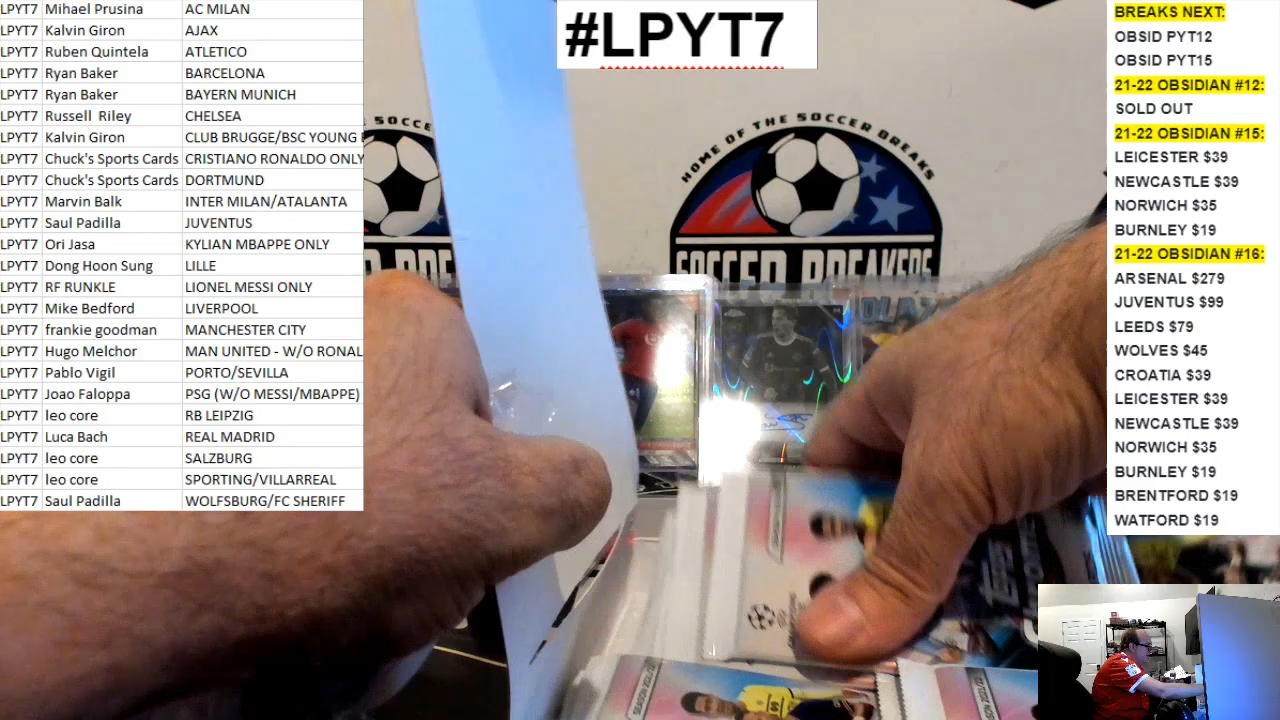 LPYT7 Mihael Prusina AC MILAN
LPYT7 Kalvin Giron AJAX
LPYT7 Ruben Quintela ATLETICO
LPYT7 Ryan Baker BARCELONA
LPYT7 Ryan Baker BAYERN MUNICH
LPYT7 Russell Riley CHELSEA
LPYT7 Kalvin Giron CLUB BRUGGE/BSC YOUNG
LPYT7 Chuck's Sports Cards CRISTIANO RONALDO ONLY
LPYT7 Chuck's Sports Cards DORTMUND
LPYT7 Marvin Balk INTER MILAN/ATALANTA
LPYT7 Saul Padilla JUVENTUS
LPYT7 Ori Jasa KYLIAN MBAPPE ONLY
LPYT7 Dong Hoon Sung LILLE
LPYT7 RF RUNKLE LIONEL MESSI ONLY
LPYT7 Mike Bedford LIVERPOOL
LPYT7 frankie goodman MANCHESTER CITY
LPYT7 Hugo Melchor MAN UNITED - W/O RONAL
LPYT7 Pablo Vigil PORTO/SEVILLA
LPYT7 Joao Faloppa PSG (W/O MESSI/MBAPPE)
LPYT7 leo core RB LEIPZIG
LPYT7 Luca Bach REAL MADRID
LPYT7 leo core SALZBURG
LPYT7 leo core SPORTING/VILLARREAL
LPYT7 Saul Padilla WOLFSBURG/FC SHERIFF
#LPYT7
HOME OF THE SOCCER BREAKS
SOCCER BREAKERS
BREAKS NEXT:
OBSID PYT12
OBSID PYT15
21-22 OBSIDIAN #12:
SOLD OUT
21-22 OBSIDIAN #15:
LEICESTER $39
NEWCASTLE $39
NORWICH $35
BURNLEY $19
21-22 OBSIDIAN #16:
ARSENAL $279
JUVENTUS $99
LEEDS $79
WOLVES $45
CROATIA $39
LEICESTER $39
NEWCASTLE $39
NORWICH $35
BURNLEY $19
BRENTFORD $19
WATFORD $19